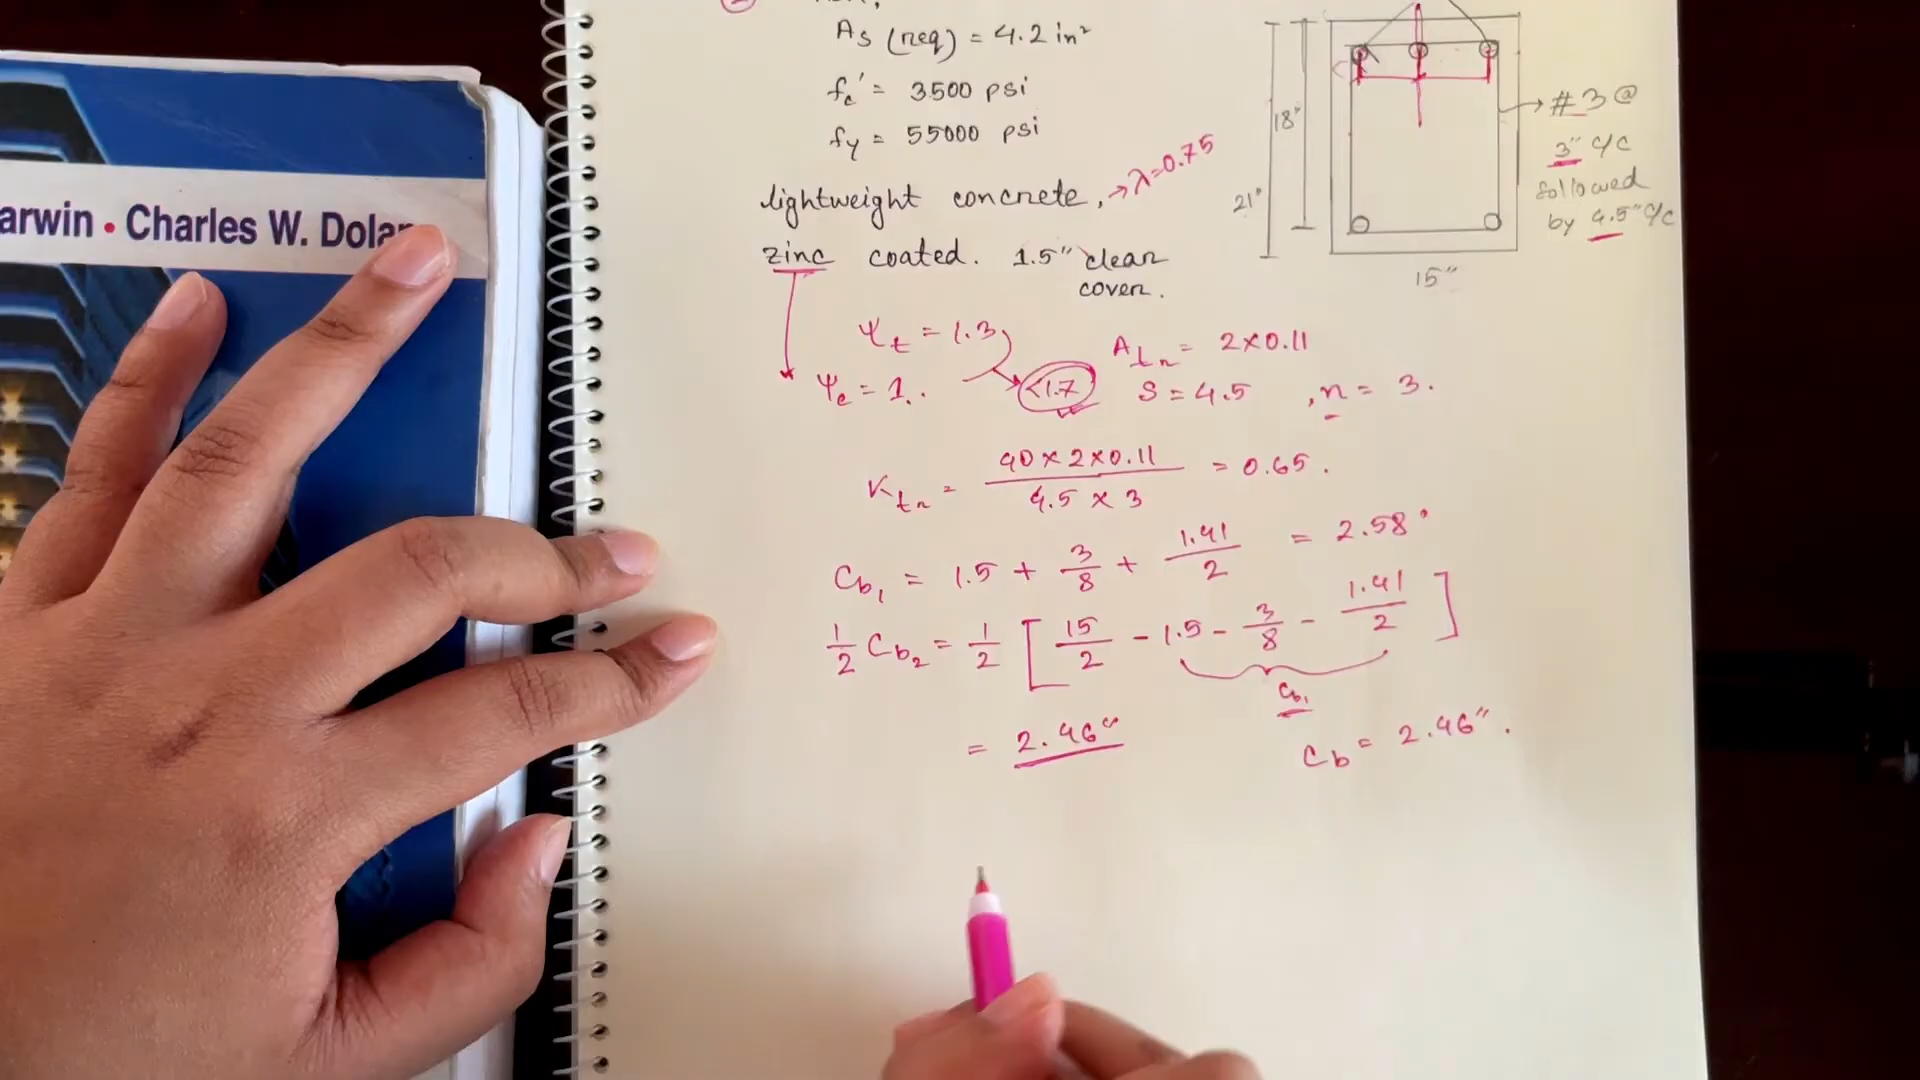 As (req) = 4.2 in²
fc' = 3500 psi
fy = 55000 psi
lightweight concrete, → λ=0.75
zinc coated. 1.5" clear
cover.
ψt = 1.3
ψe = 1.
<1.7
Atr = 2×0.11
S = 4.5 , n = 3.
Ktr = 40×2×0.11 / 4.5 × 3 = 0.65.
Cb1 = 1.5 + 3/8 + 1.41/2 = 2.58"
1/2 Cb2 = 1/2 [ 15/2 - 1.5 - 3/8 - 1.41/2 ]
Cb1
= 2.46"
Cb = 2.46".
18"
21"
15"
#3 @
3" c/c
followed
by 4.5" c/c
arwin • Charles W. Dolan